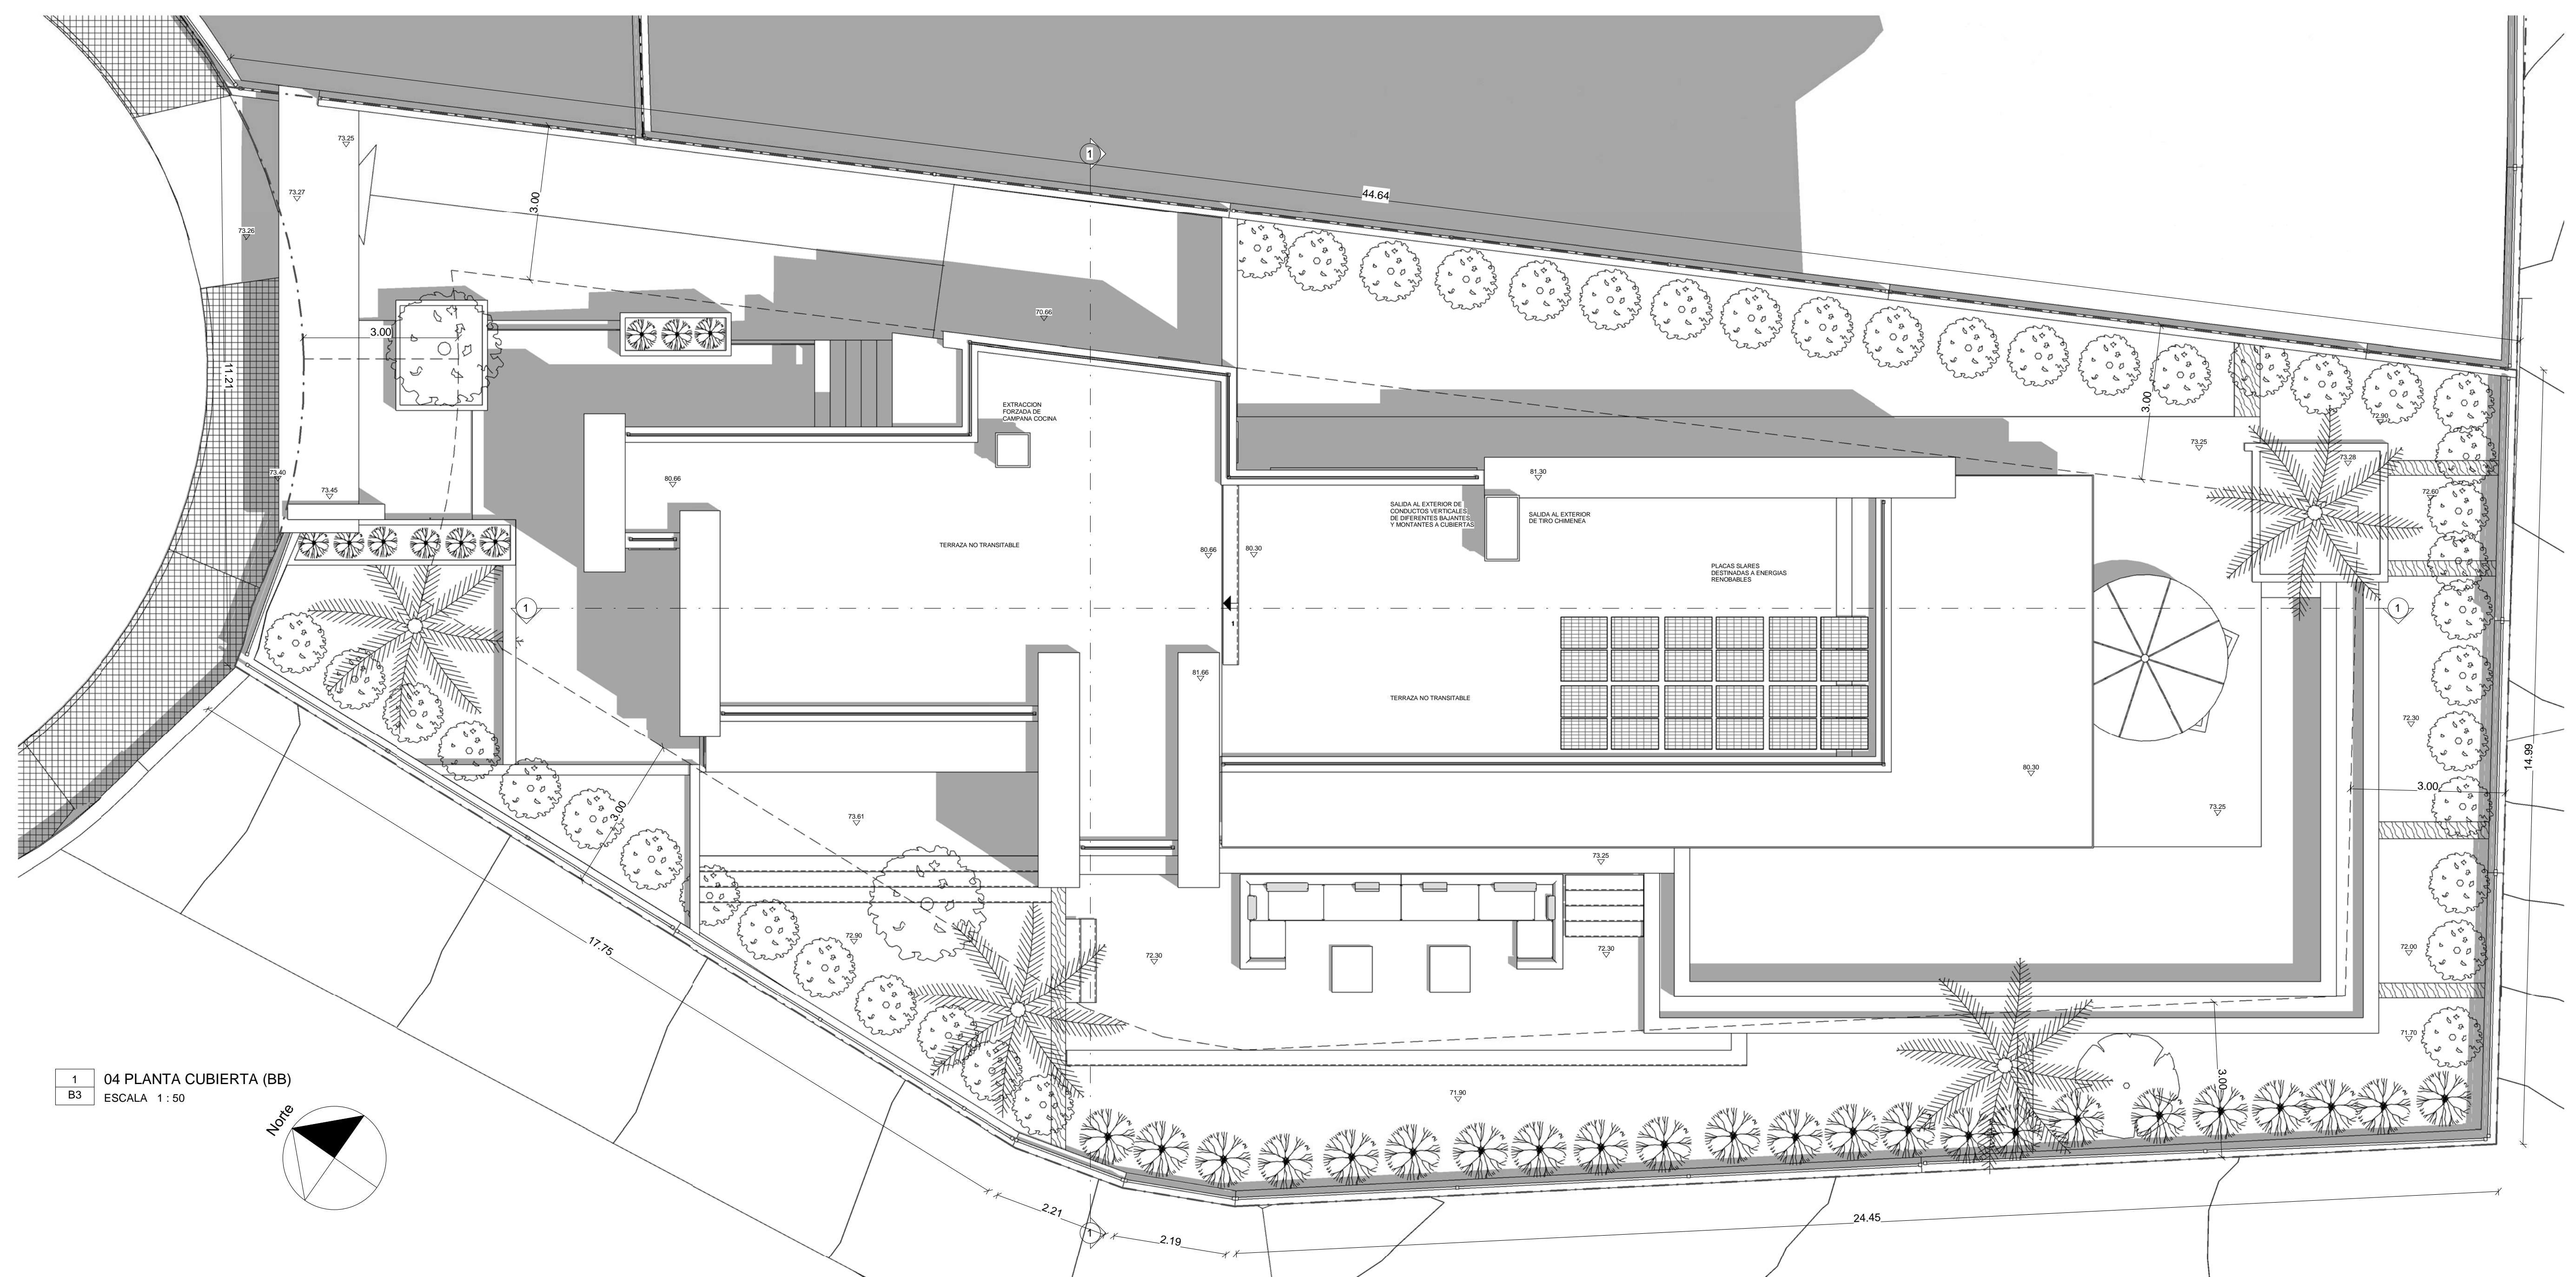 73.25
1
44.64
73.27
3.00
73.26
70.66
3.00
11.21
3.00
EXTRACCION
FORZADA DE
CAMPANA COCINA
72.90
73.25
73.28
73.40
80.66
81.30
73.45
72.60
SALIDA AL EXTERIOR DE
CONDUCTOS VERTICALES
DE DIFERENTES BAJANTES
Y MONTANTES A CUBIERTAS
SALIDA AL EXTERIOR
DE TIRO CHIMENEA
TERRAZA NO TRANSITABLE
80.66
80.30
PLACAS SLARES
DESTINADAS A ENERGIAS
RENOBABLES
1
1
1
81.66
TERRAZA NO TRANSITABLE
72.30
14.99
80.30
3.00
3.00
73.61
73.25
73.25
17.75
72.90
72.30
72.30
72.00
71.70
3.00
71.90
1
B3
04 PLANTA CUBIERTA (BB)
ESCALA 1 : 50
Norte
2.21
1
2.19
24.45